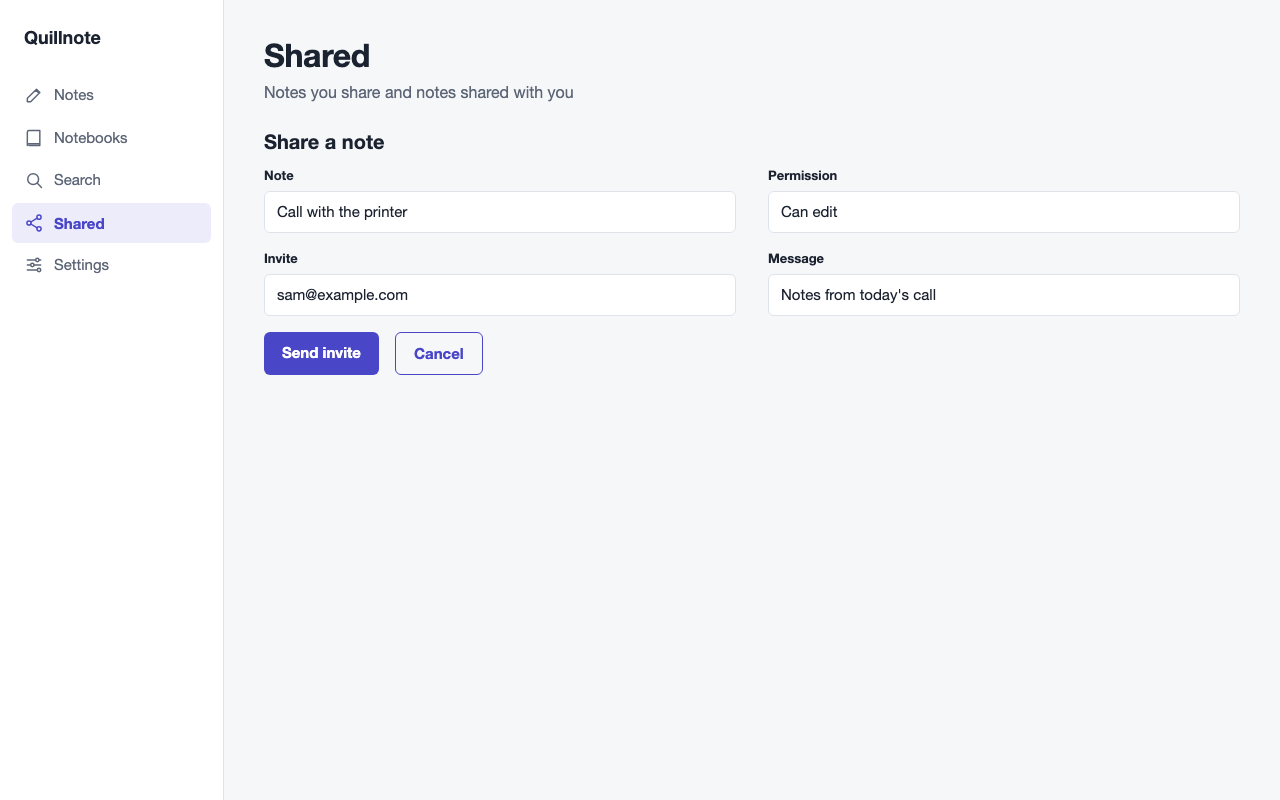 Quillnote
Notes
Notebooks
Search
Shared
Settings
Shared
Notes you share and notes shared with you
Share a note
Note
Call with the printer
Permission
Can edit
Invite
sam@example.com
Message
Notes from today's call
Send invite
Cancel